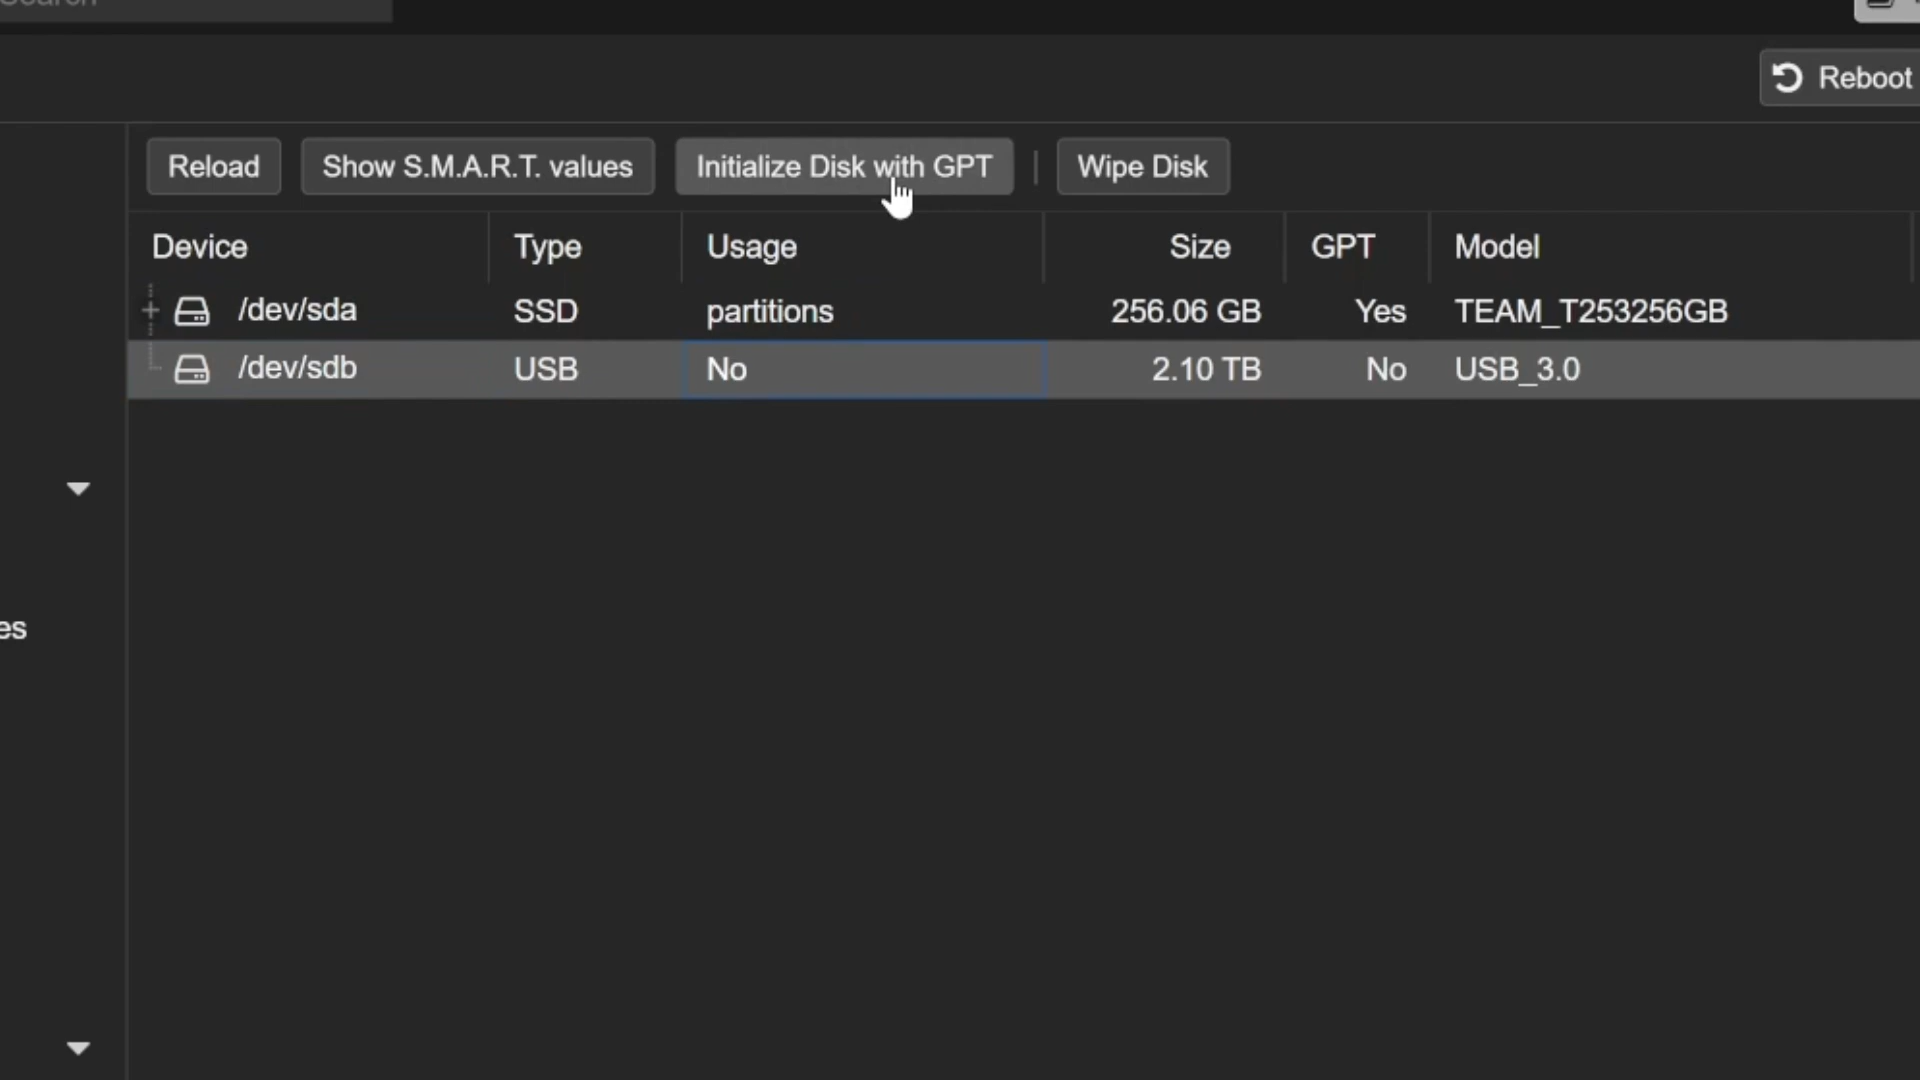 Search
Reboot
Reload Show S.M.A.R.T. values Initialize Disk with GPT Wipe Disk
Device Type Usage Size GPT Model
/dev/sda SSD partitions 256.06 GB Yes TEAM_T253256GB
/dev/sdb USB No 2.10 TB No USB_3.0
es